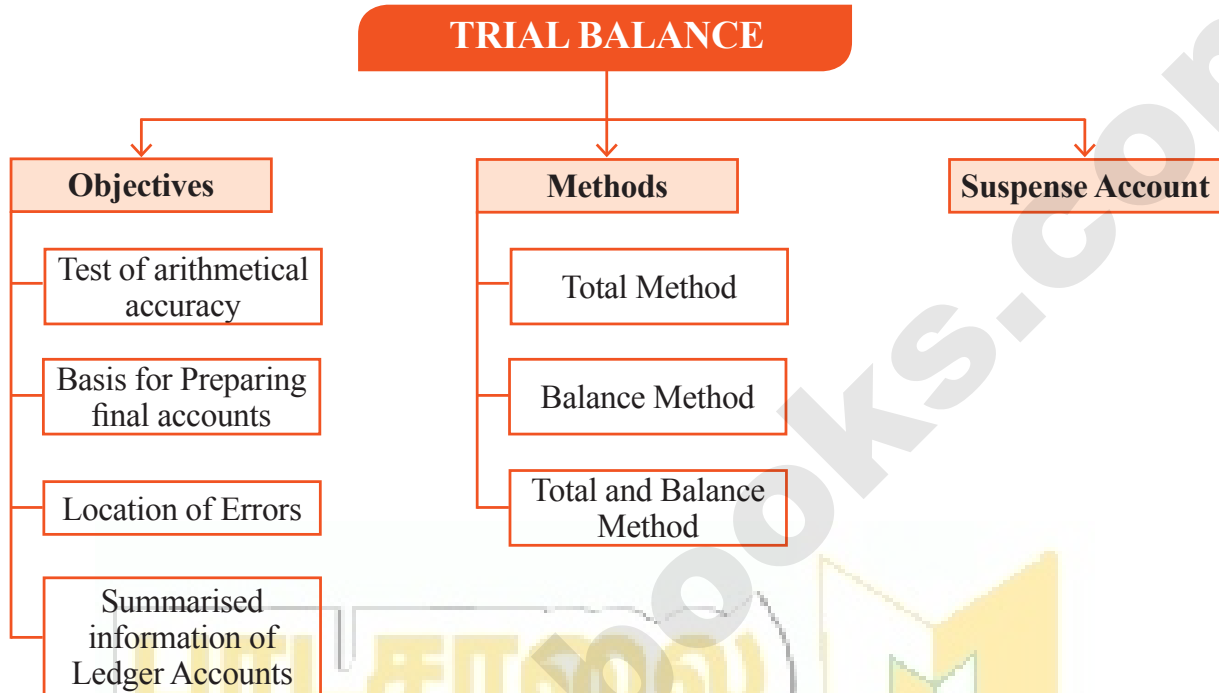 TRIAL BALANCE
Objectives
Test of arithmetical
accuracy
Basis for Preparing
final accounts
Location of Errors
Summarised
information of
Ledger Accounts
Methods
Total Method
Balance Method
Total and Balance
Method
Suspense Account